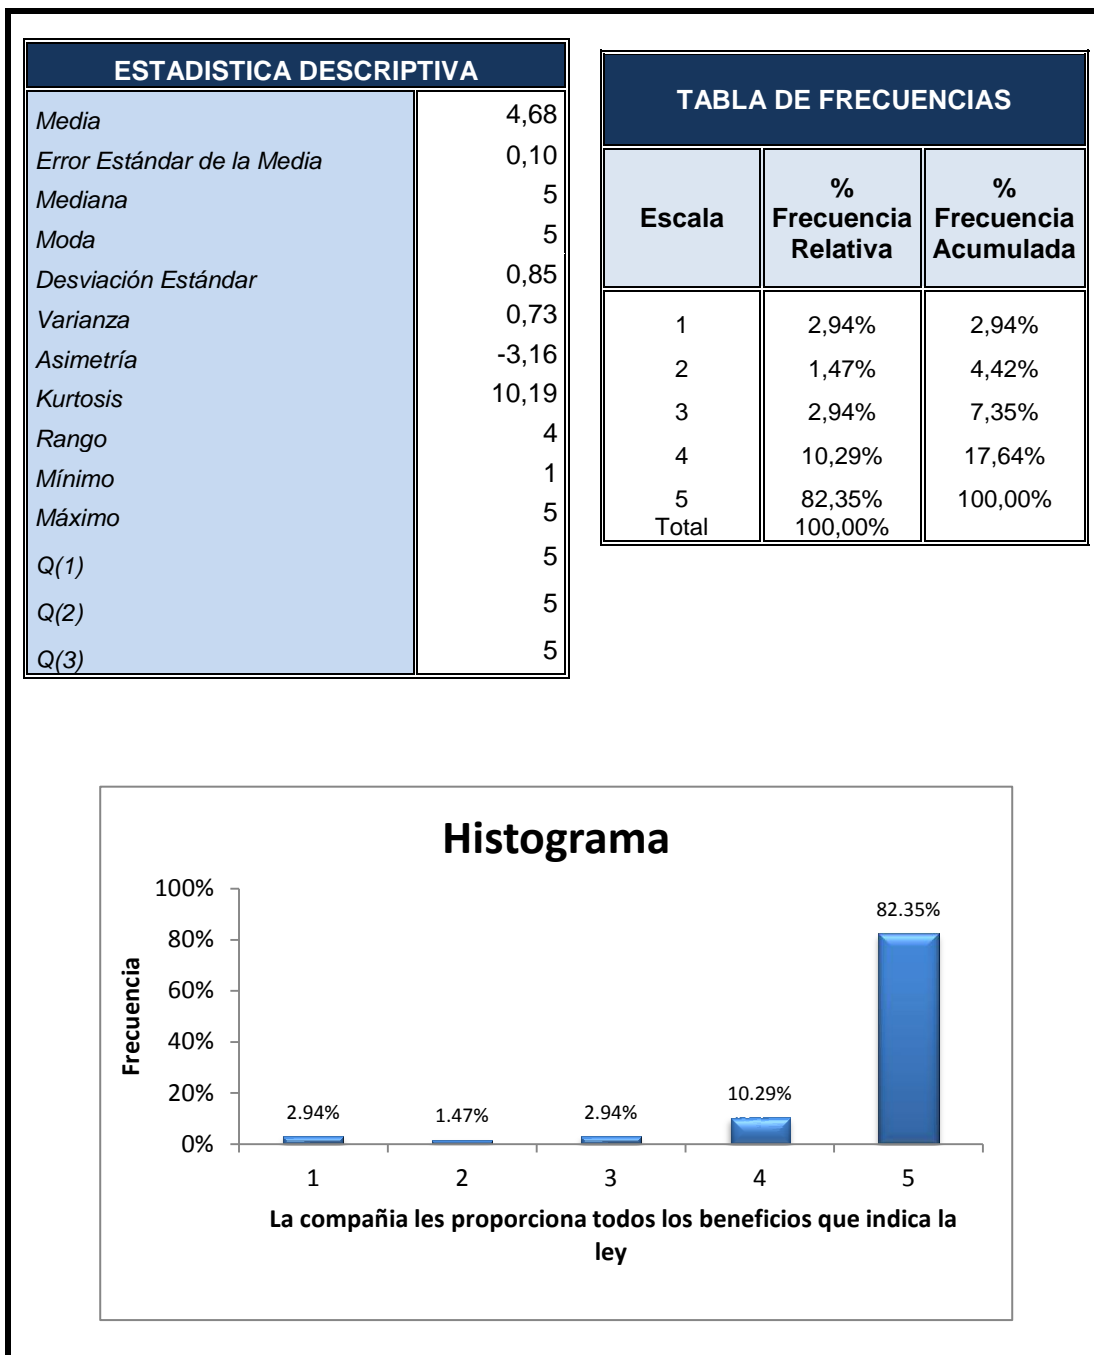 ESTADISTICA DESCRIPTIVA
Media 4,68
Error Estándar de la Media 0,10
Mediana 5
Moda 5
Desviación Estándar 0,85
Varianza 0,73
Asimetría -3,16
Kurtosis 10,19
Rango 4
Mínimo 1
Máximo 5
Q(1) 5
Q(2) 5
Q(3) 5
TABLA DE FRECUENCIAS
Escala % Frecuencia Relativa % Frecuencia Acumulada
1 2,94% 2,94%
2 1,47% 4,42%
3 2,94% 7,35%
4 10,29% 17,64%
5 82,35% 100,00%
Total 100,00%
Histograma
Frecuencia
100%
80%
60%
40%
20%
0%
2.94%
1.47%
2.94%
10.29%
82.35%
1 2 3 4 5
La compañia les proporciona todos los beneficios que indica la
ley